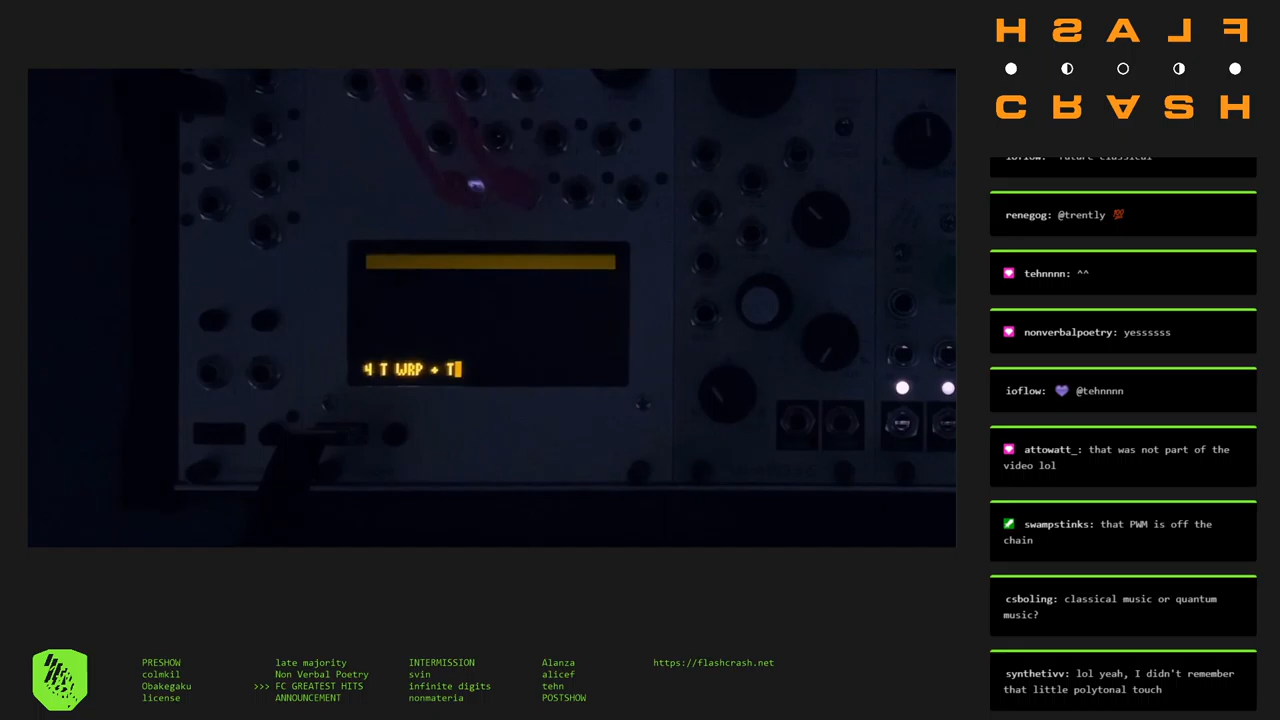 H S A L F
C R A S H
ioflow: future classical
renegog: @trently 💯
tehnnnn: ^^
nonverbalpoetry: yessssss
ioflow: 💜 @tehnnnn
attowatt_: that was not part of the
video lol
swampstinks: that PWM is off the
chain
csboling: classical music or quantum
music?
synthetivv: lol yeah, I didn't remember
that little polytonal touch
4 T WRP + T
PRESHOW
colmkil
Obakegaku
license
late majority
Non Verbal Poetry
>>> FC GREATEST HITS
ANNOUNCEMENT
INTERMISSION
svin
infinite digits
nonmateria
Alanza
alicef
tehn
POSTSHOW
https://flashcrash.net